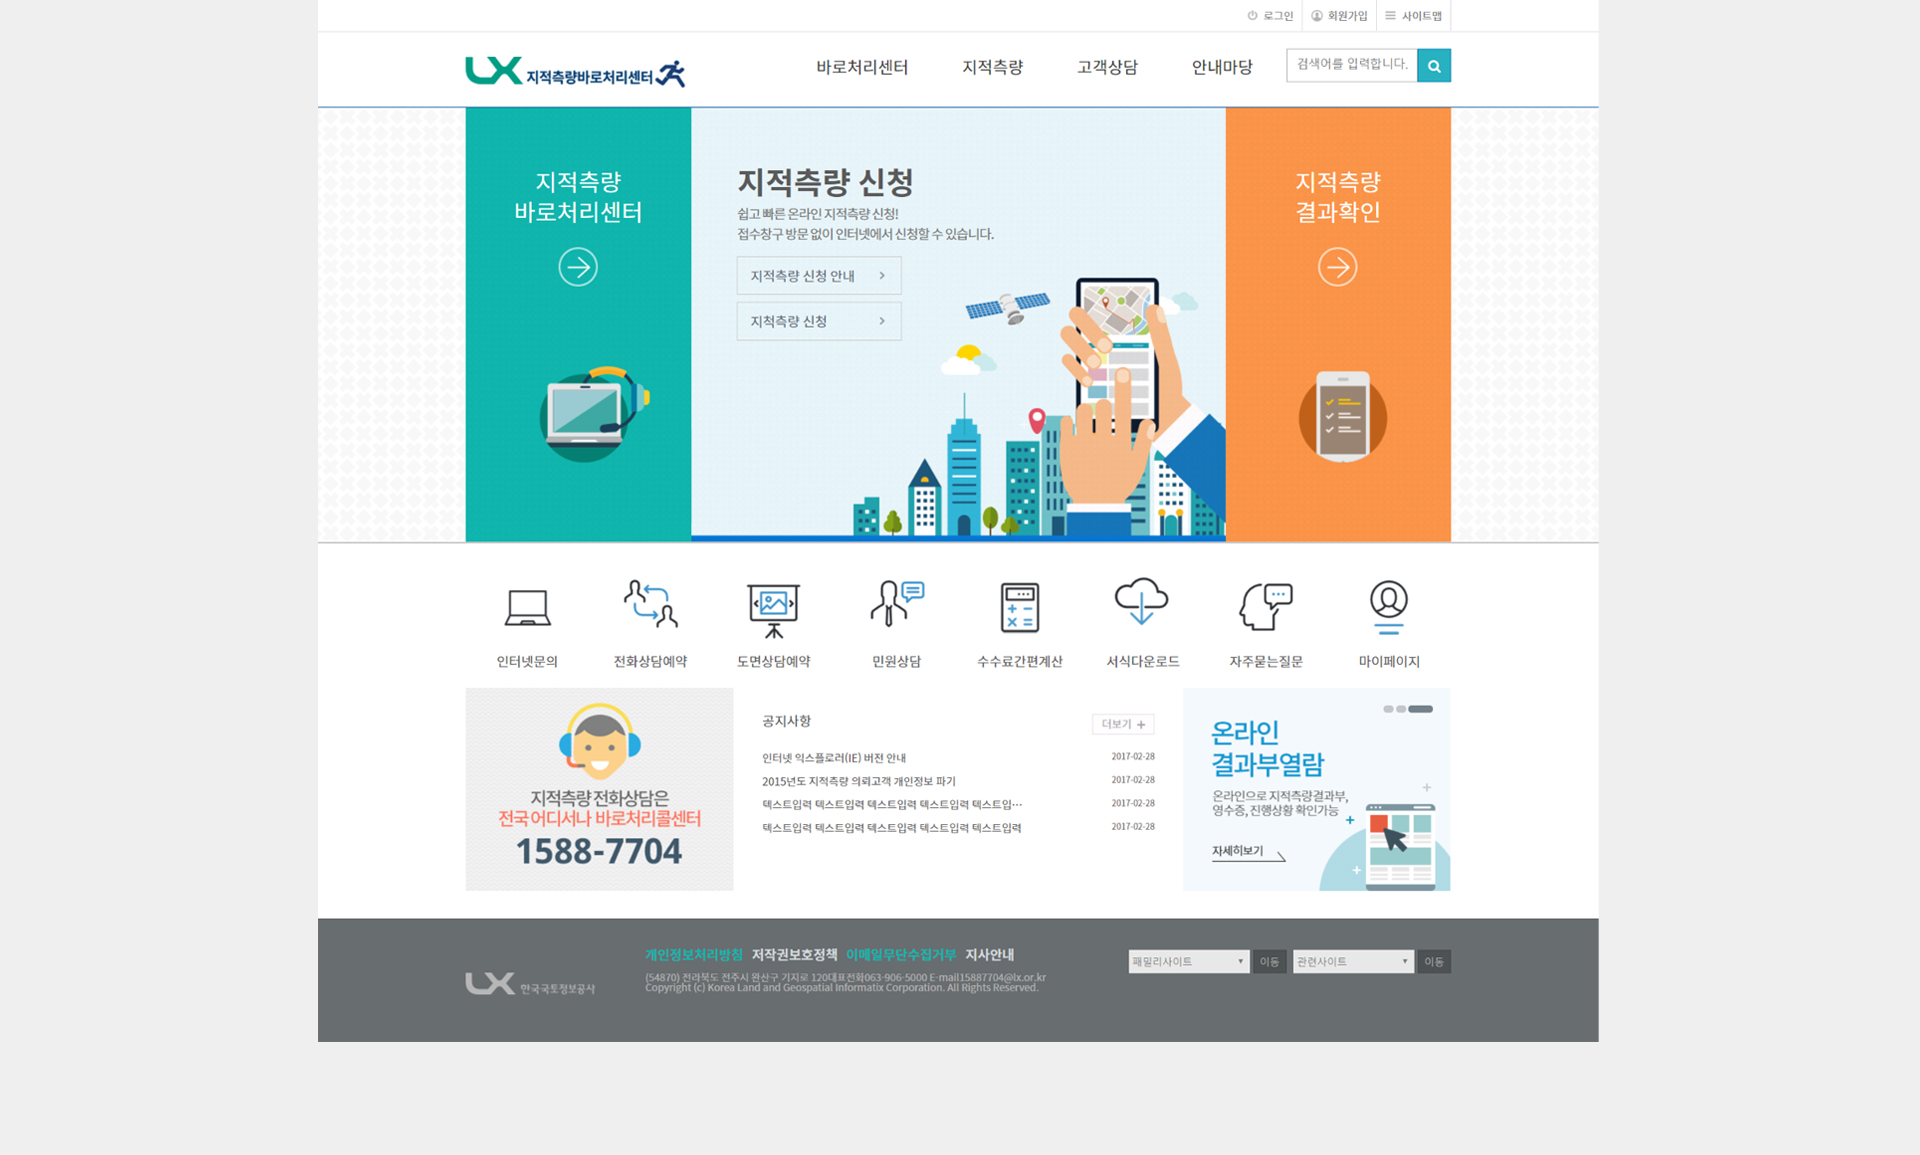 로그인
회원가입
사이트맵
LX 지적측량바로처리센터
바로처리센터
지적측량
고객상담
안내마당
검색어를 입력합니다.
지적측량
바로처리센터
지적측량 신청
쉽고 빠른 온라인 지적측량 신청!
접수창구 방문 없이 인터넷에서 신청할 수 있습니다.
지적측량 신청 안내
지척측량 신청
지적측량
결과확인
인터넷문의
전화상담예약
도면상담예약
민원상담
수수료간편계산
서식다운로드
자주묻는질문
마이페이지
지적측량 전화상담은
전국 어디서나 바로처리콜센터
1588-7704
공지사항
더보기 +
인터넷 익스플로러(IE) 버전 안내 2017-02-28
2015년도 지적측량 의뢰고객 개인정보 파기 2017-02-28
텍스트입력 텍스트입력 텍스트입력 텍스트입력 텍스트입… 2017-02-28
텍스트입력 텍스트입력 텍스트입력 텍스트입력 텍스트입력 2017-02-28
온라인
결과부열람
온라인으로 지적측량결과부,
영수증, 진행상황 확인가능
자세히보기
LX 한국국토정보공사
개인정보처리방침 저작권보호정책 이메일무단수집거부 지사안내
(54870) 전라북도 전주시 완산구 기지로 120대표전화063-906-5000 E-mail15887704@lx.or.kr
Copyright (c) Korea Land and Geospatial Informatix Corporation. All Rights Reserved.
패밀리사이트
이동
관련사이트
이동